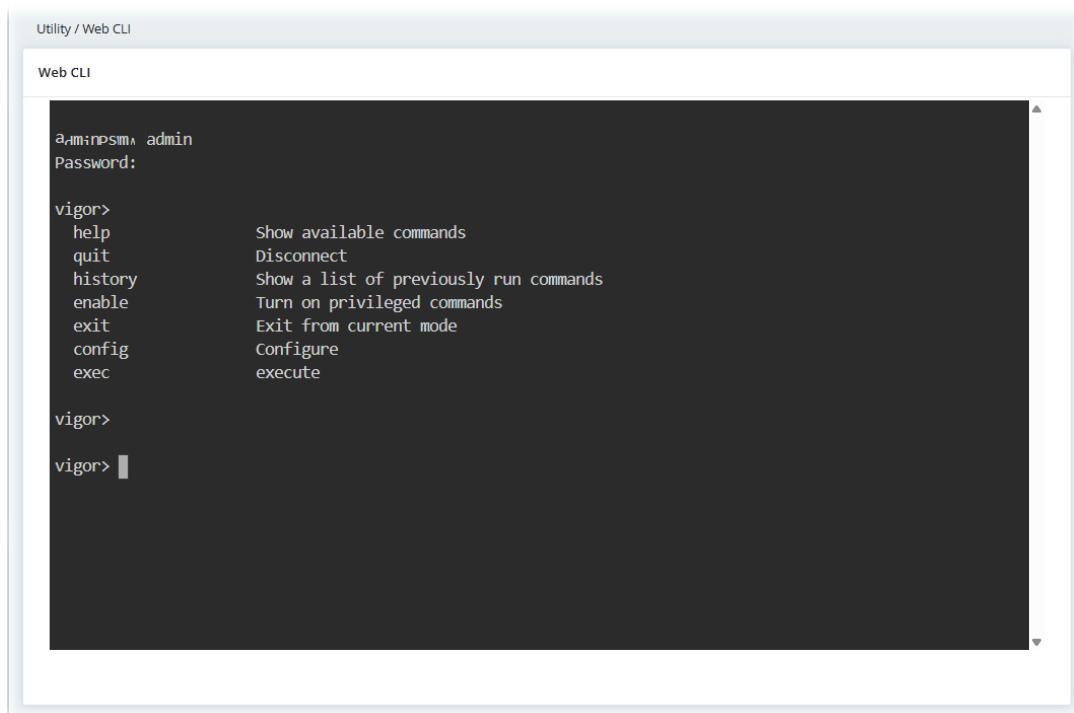 Utility / Web CLI
Web CLI
admin
Password:
vigor>
help Show available commands
quit Disconnect
history Show a list of previously run commands
enable Turn on privileged commands
exit Exit from current mode
config Configure
exec execute
vigor>
vigor>